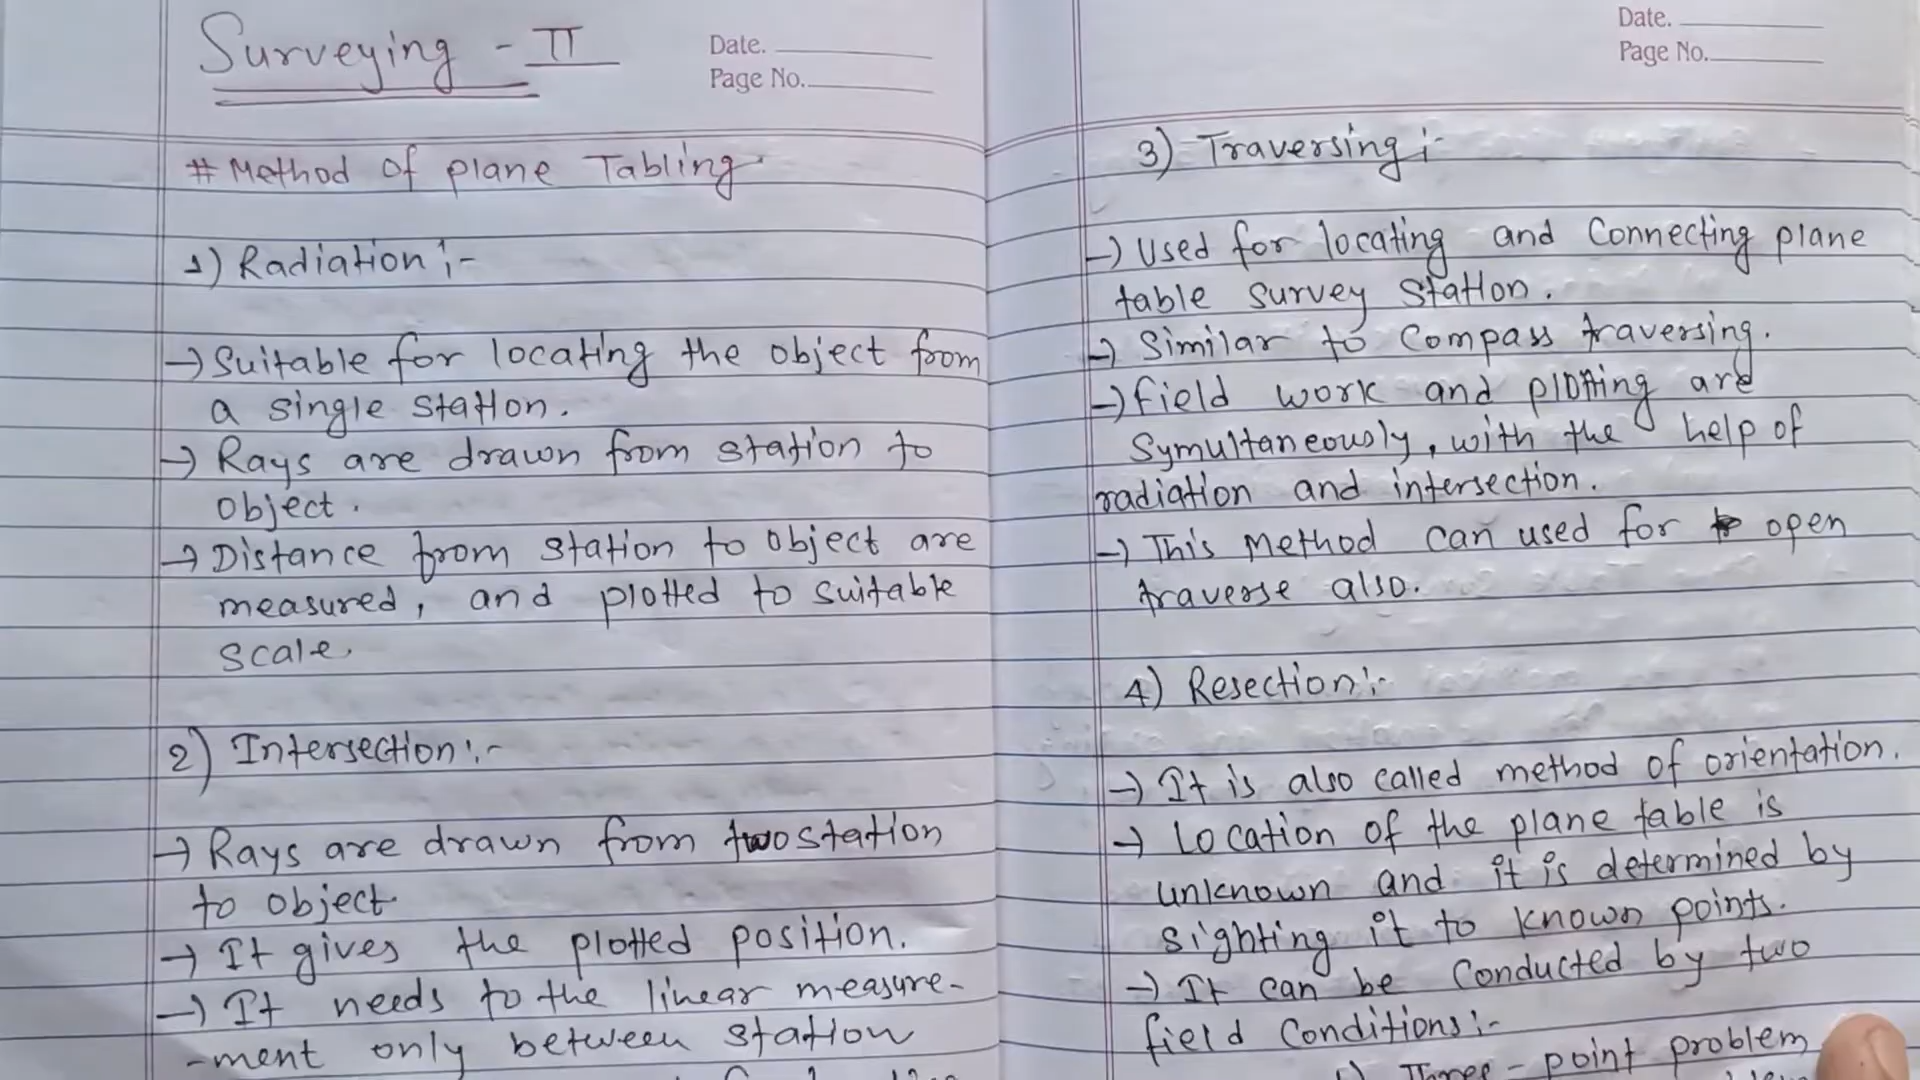 Surveying - II
Date.
Page No.
# Method of plane Tabling
1) Radiation :-
→ Suitable for locating the object from
a single station.
→ Rays are drawn from station to
object.
→ Distance from station to object are
measured, and plotted to suitable
scale.
2) Intersection :-
→ Rays are drawn from two station
to object.
→ It gives the plotted position.
→ It needs to the linear measure-
-ment only between station
Date.
Page No.
3) Traversing :-
→ Used for locating and connecting plane
table survey station.
→ Similar to compass traversing.
→ field work and plotting are
Symultaneously, with the help of
radiation and intersection.
→ This method can used for open
traverse also.
4) Resection :-
→ It is also called method of orientation.
→ Location of the plane table is
unknown and it is determined by
sighting it to known points.
→ It can be conducted by two
field conditions :-
1) Three-point problem